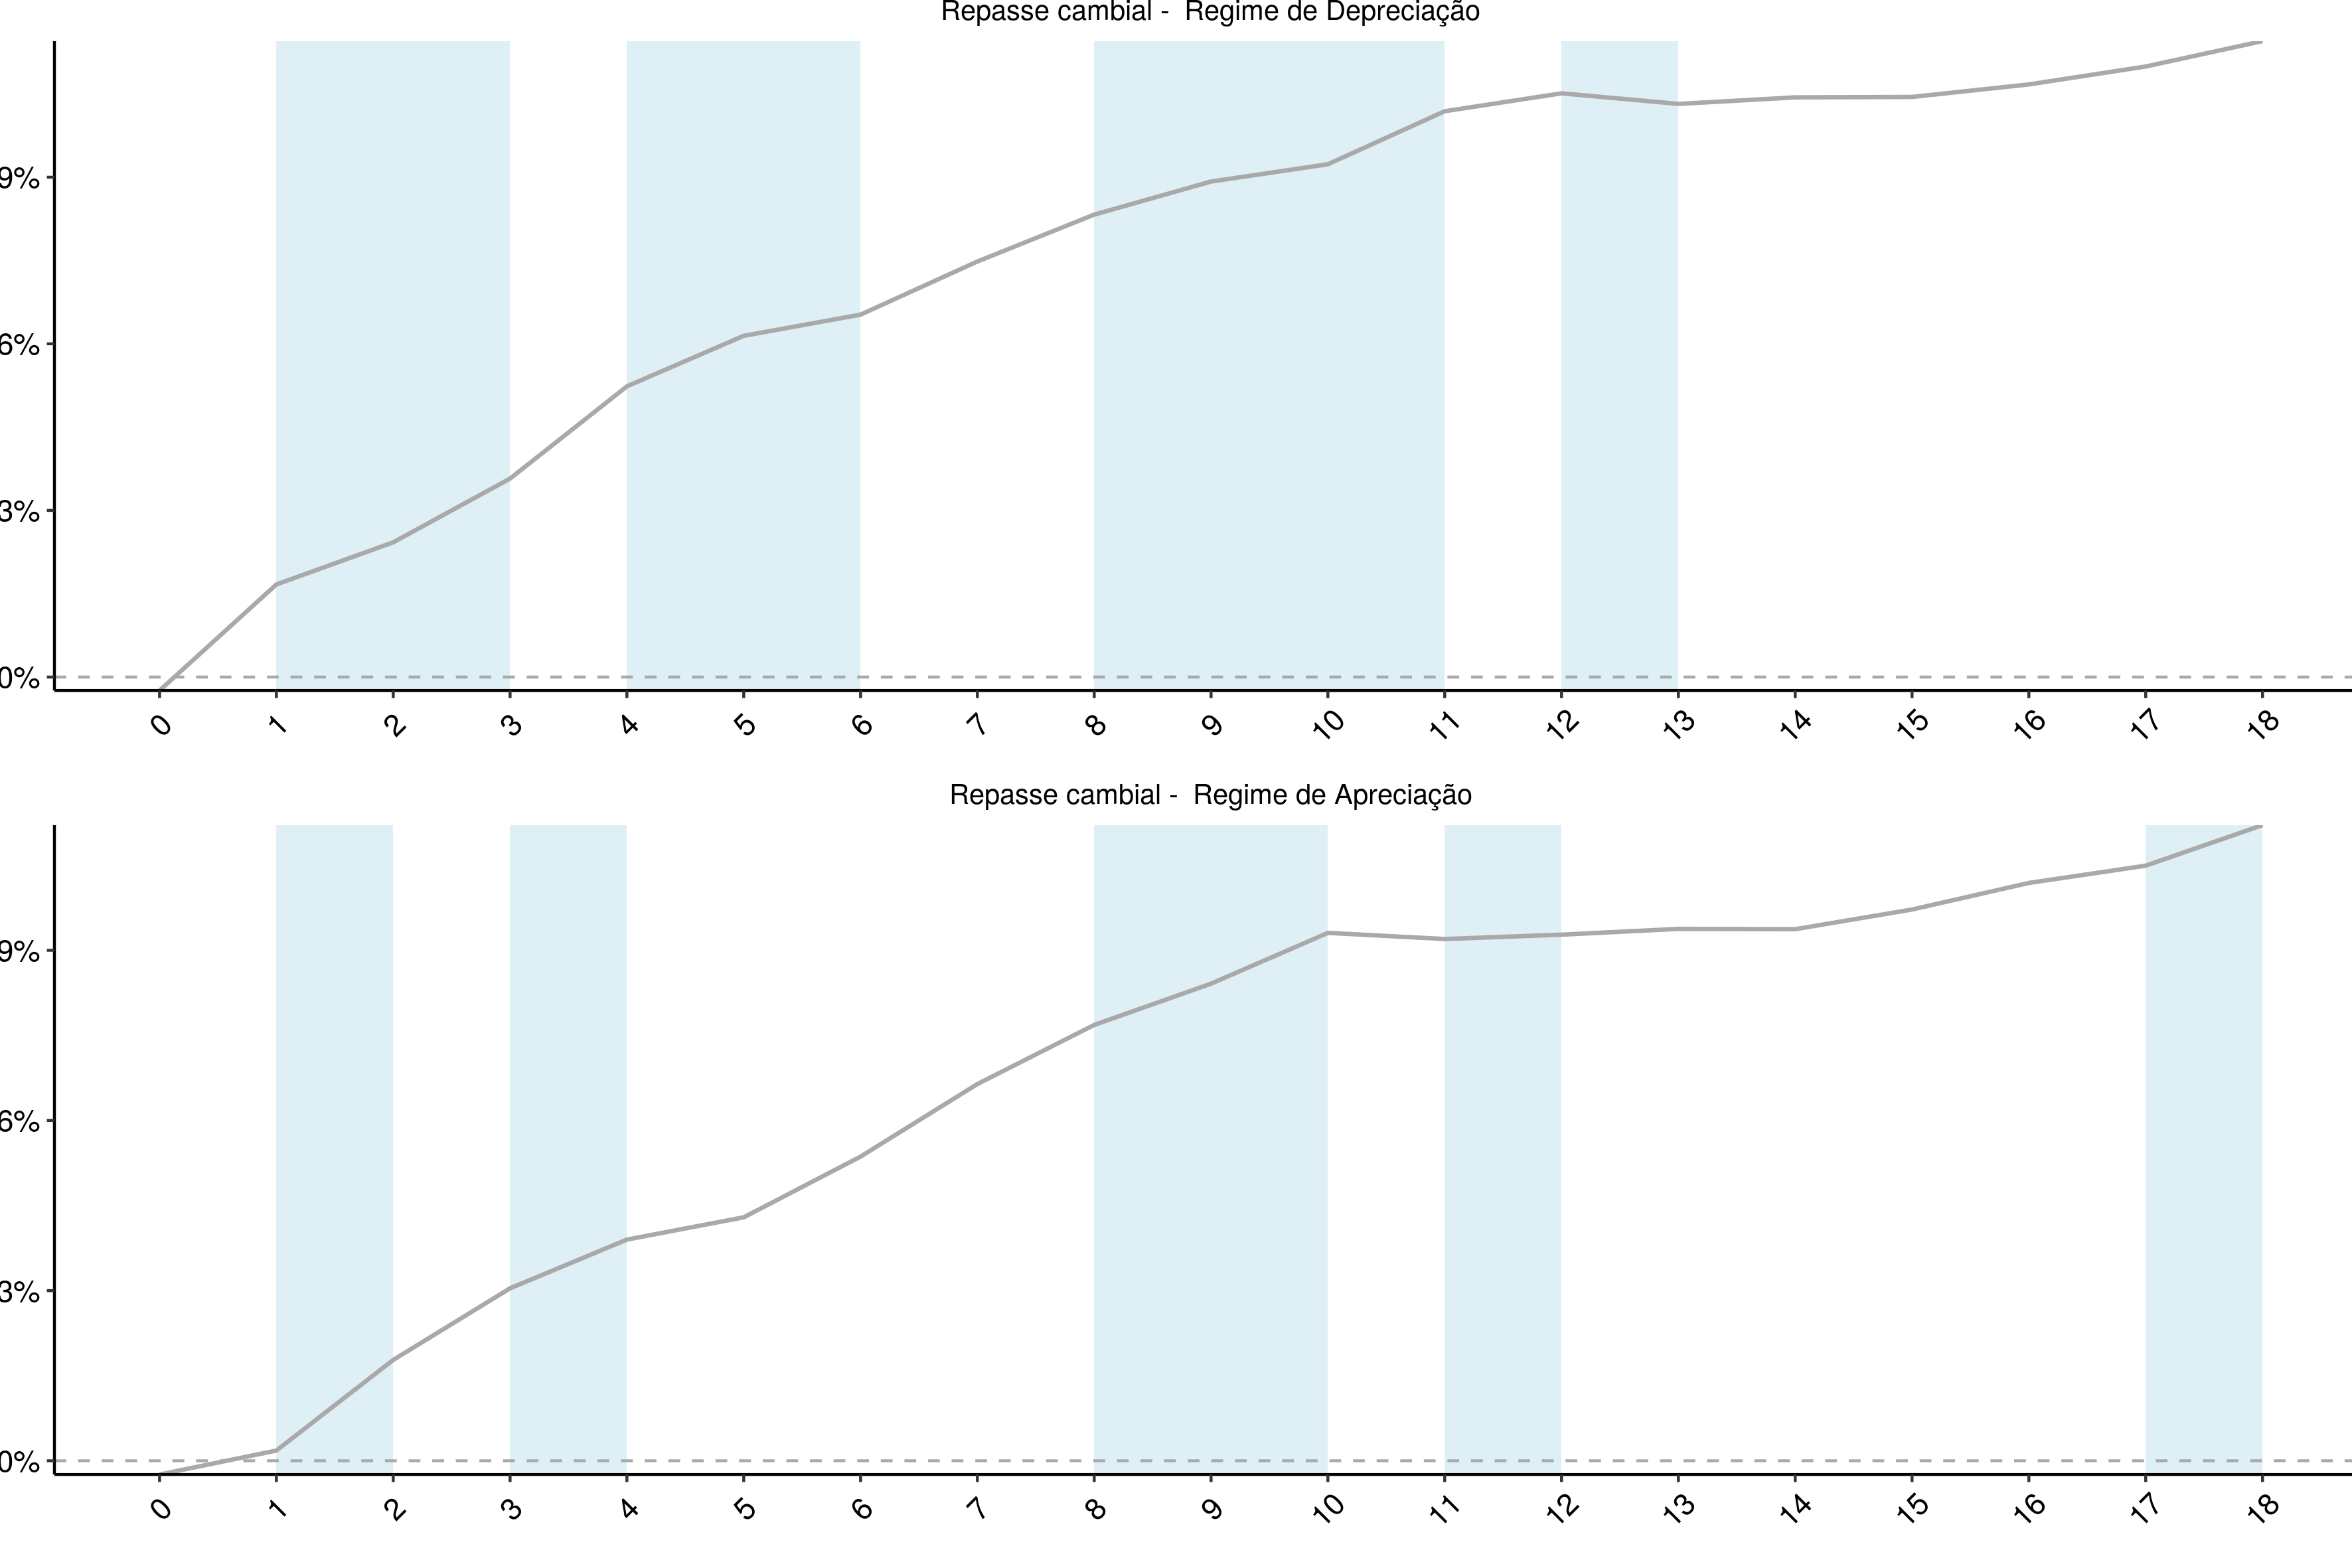 Repasse cambial -  Regime de Depreciação
9%
6%
3%
0%
0 1 2 3 4 5 6 7 8 9 10 11 12 13 14 15 16 17 18
Repasse cambial -  Regime de Apreciação
9%
6%
3%
0%
0 1 2 3 4 5 6 7 8 9 10 11 12 13 14 15 16 17 18